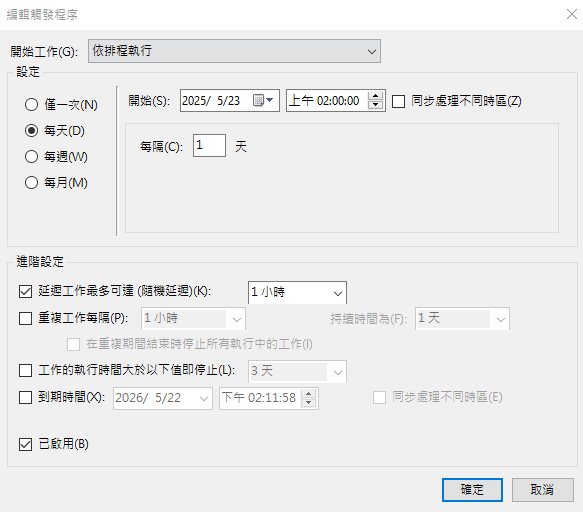 編輯觸發程序
開始工作(G): 依排程執行
設定
僅一次(N)
每天(D)
每週(W)
每月(M)
開始(S): 2025/ 5/23 上午 02:00:00 同步處理不同時區(Z)
每隔(C): 1 天
進階設定
延遲工作最多可達 (隨機延遲)(K): 1 小時
重複工作每隔(P): 1 小時 持續時間為(F): 1 天
在重複期間結束時停止所有執行中的工作(I)
工作的執行時間大於以下值即停止(L): 3 天
到期時間(X): 2026/ 5/22 下午 02:11:58 同步處理不同時區(E)
已啟用(B)
確定 取消